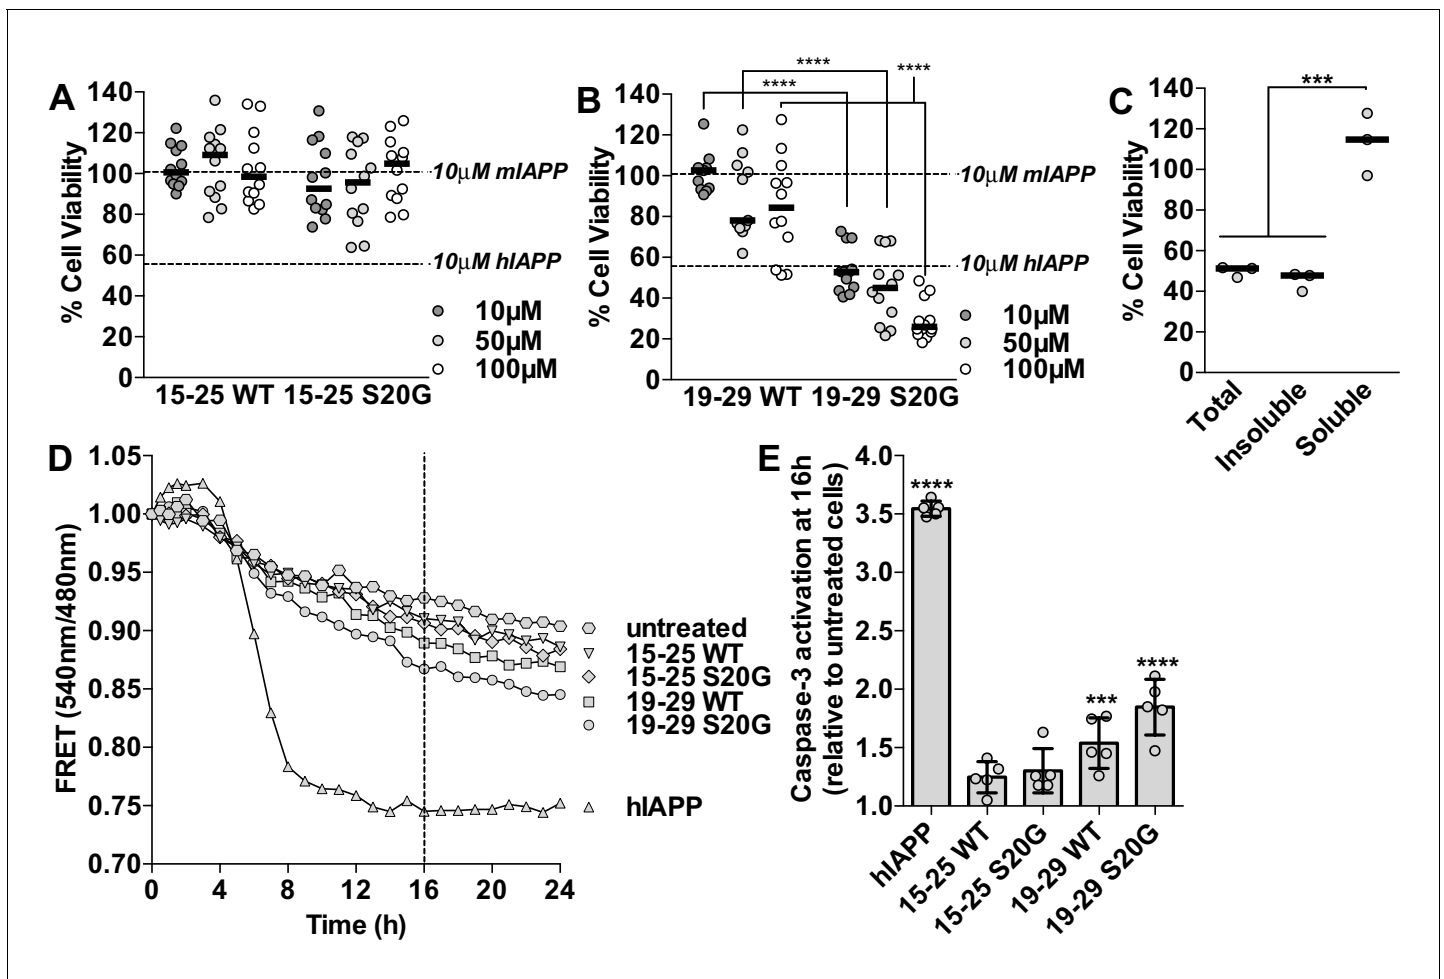 A
% Cell Viability
140
120
100
80
60
40
20
0
10µM mIAPP
10µM hIAPP
10µM
50µM
100µM
15-25 WT 15-25 S20G
B
% Cell Viability
140
120
100
80
60
40
20
0
****
****
****
10µM mIAPP
10µM hIAPP
10µM
50µM
100µM
19-29 WT 19-29 S20G
C
% Cell Viability
140
120
100
80
60
40
20
0
***
Total
Insoluble
Soluble
D
FRET (540nm/480nm)
1.05
1.00
0.95
0.90
0.85
0.80
0.75
0.70
0 4 8 12 16 20 24
Time (h)
untreated
15-25 WT
15-25 S20G
19-29 WT
19-29 S20G
hIAPP
E
Caspase-3 activation at 16h
(relative to untreated cells)
4.0
3.5
3.0
2.5
2.0
1.5
1.0
****
***
****
hIAPP
15-25 WT
15-25 S20G
19-29 WT
19-29 S20G